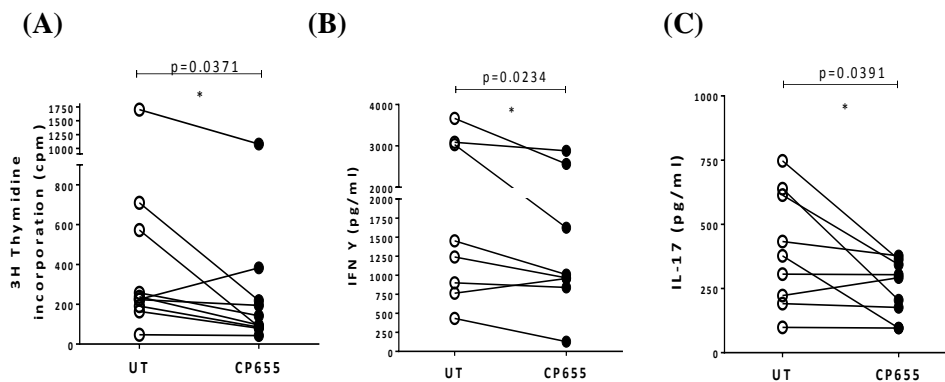 (A)
p=0.0371
*
3H Thymidine
incorporation (cpm)
1750
1500
1250
1000
800
600
400
200
0
UT CP655
(B)
p=0.0234
*
IFN Y (pg/ml)
4000
3000
2000
2000
1750
1500
1250
1000
750
500
250
0
UT CP655
(C)
p=0.0391
*
IL-17 (pg/ml)
1000
750
500
250
0
UT CP655